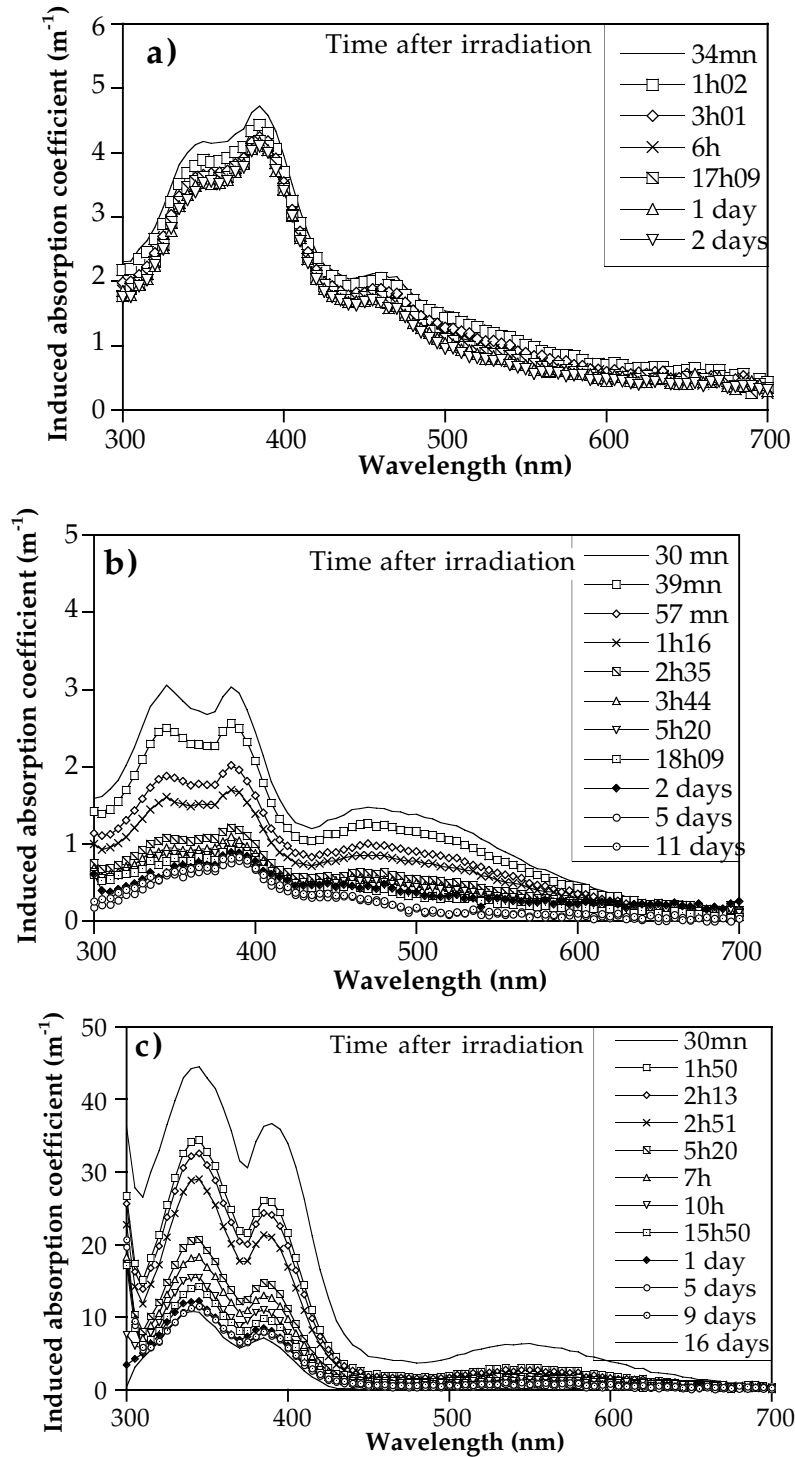 Induced absorption coefficient (m-1)
6
5
4
3
2
1
0
a)
Time after irradiation
34mn
1h02
3h01
6h
17h09
1 day
2 days
300
400
500
600
700
Wavelength (nm)
Induced absorption coefficient (m-1)
5
4
3
2
1
0
b)
Time after irradiation
30 mn
39mn
57 mn
1h16
2h35
3h44
5h20
18h09
2 days
5 days
11 days
300
400
500
600
700
Wavelength (nm)
Induced absorption coefficient (m-1)
50
40
30
20
10
0
c)
Time after irradiation
30mn
1h50
2h13
2h51
5h20
7h
10h
15h50
1 day
5 days
9 days
16 days
300
400
500
600
700
Wavelength (nm)